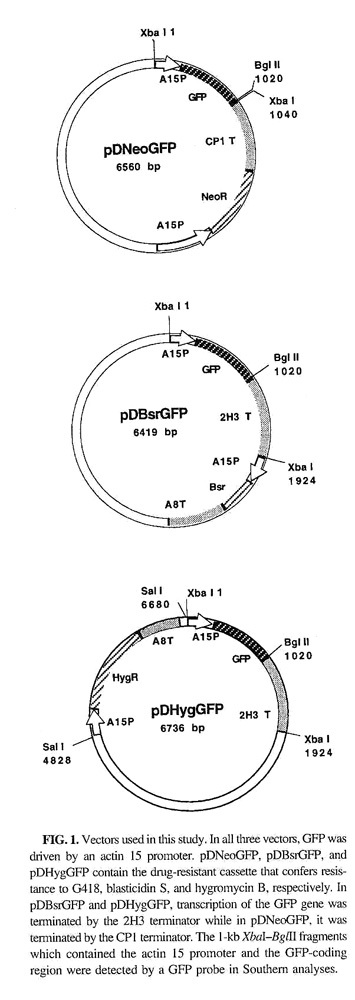 Xba I 1
Bgl II
1020
A15P
GFP
Xba I
1040
CP1 T
pDNeoGFP
6560 bp
NeoR
A15P
Xba I 1
A15P
Bgl II
1020
GFP
pDBsrGFP
6419 bp
2H3 T
A15P
Xba I
1924
Bsr
A8T
Sal I
6680
Xba I 1
A8T
A15P
Bgl II
1020
GFP
HygR
pDHygGFP
6736 bp
2H3 T
A15P
Xba I
1924
Sal I
4828
FIG. 1. Vectors used in this study. In all three vectors, GFP was
driven by an actin 15 promoter. pDNeoGFP, pDBsrGFP, and
pDHygGFP contain the drug-resistant cassette that confers resis-
tance to G418, blasticidin S, and hygromycin B, respectively. In
pDBsrGFP and pDHygGFP, transcription of the GFP gene was
terminated by the 2H3 terminator while in pDNeoGFP, it was
terminated by the CP1 terminator. The 1-kb XbaI–BglII fragments
which contained the actin 15 promoter and the GFP-coding
region were detected by a GFP probe in Southern analyses.